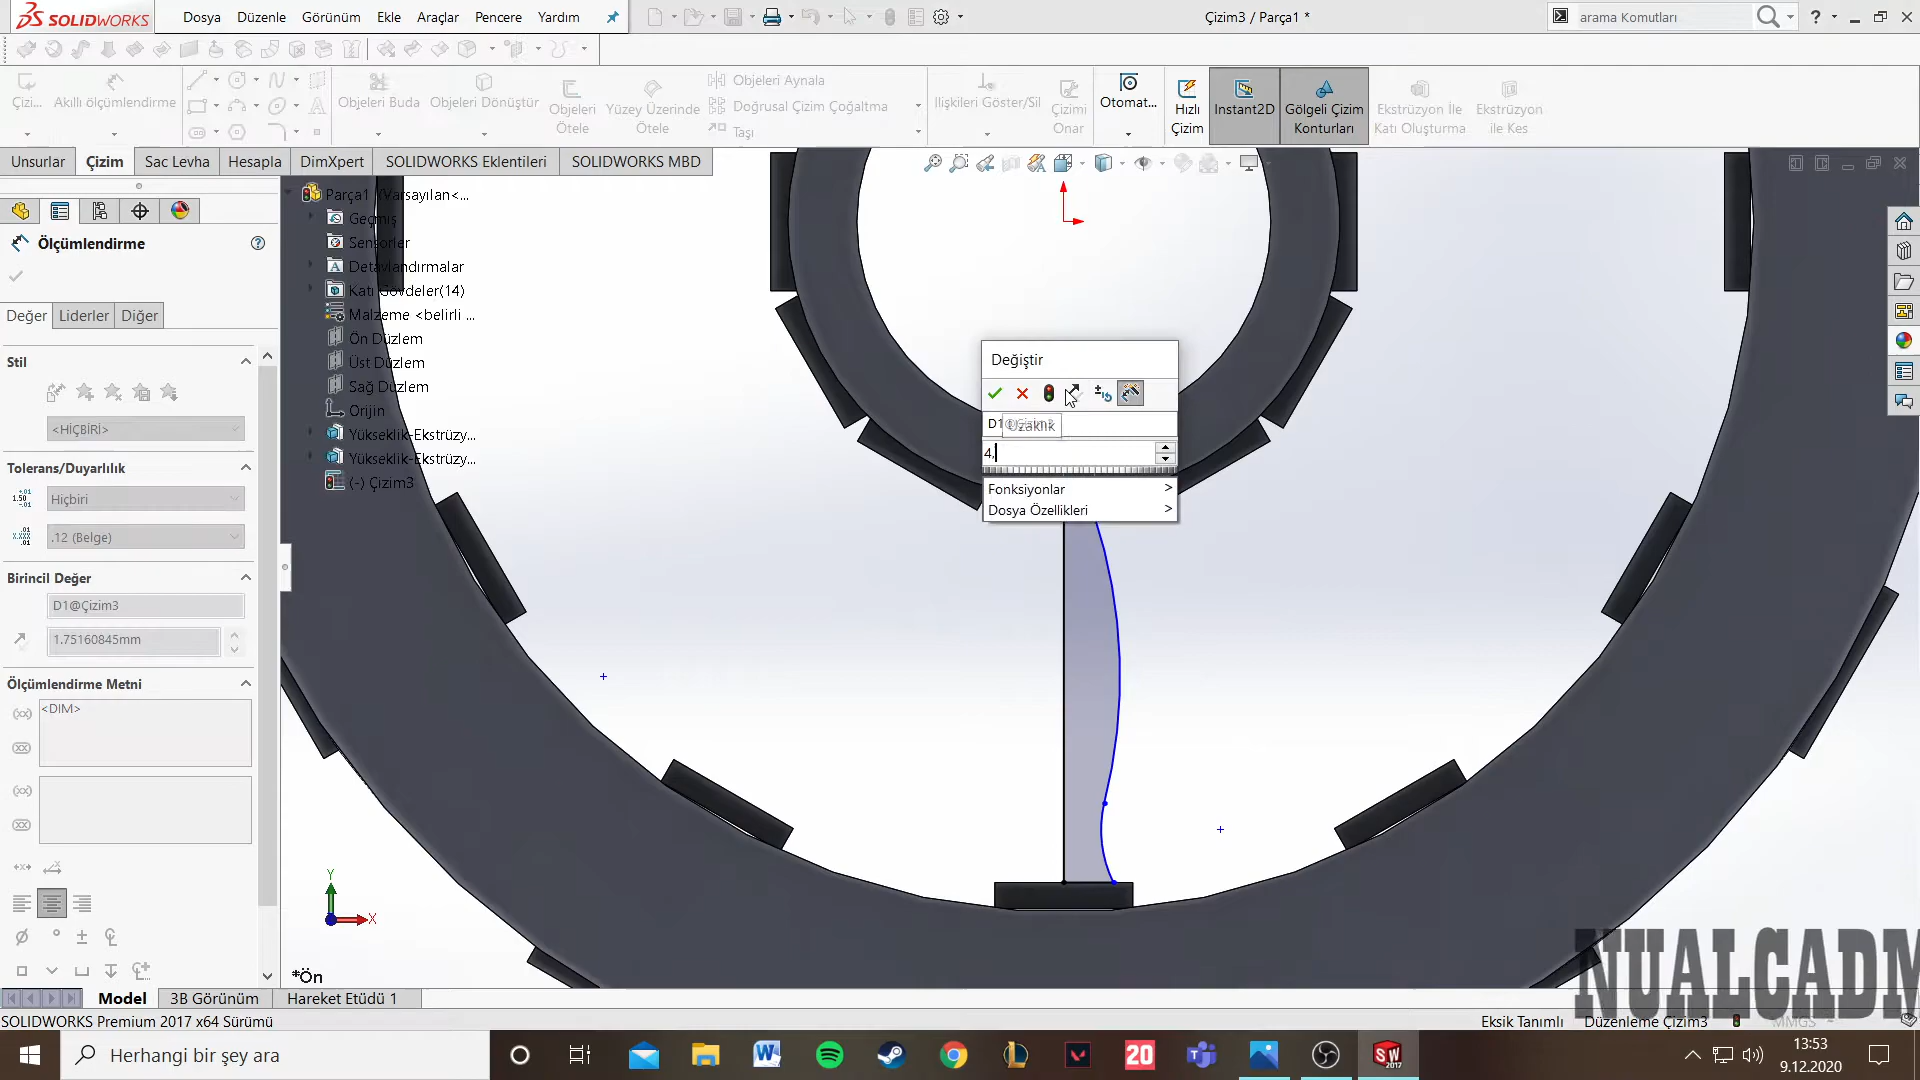 SOLIDWORKS
Dosya Düzenle Görünüm Ekle Araçlar Pencere Yardım
Çizim3 / Parça1 *
arama Komutları
Çizi...
Akıllı ölçümlendirme
Objeleri Buda
Objeleri Dönüştür
Objeleri Ötele
Yüzey Üzerinde Ötele
Objeleri Aynala
Doğrusal Çizim Çoğaltma
Taşı
İlişkileri Göster/Sil
Çizimi Onar
Otomat...
Hızlı Çizim
Instant2D
Gölgeli Çizim Konturları
Ekstrüzyon İle Katı Oluşturma
Ekstrüzyon ile Kes
Unsurlar Çizim Sac Levha Hesapla DimXpert SOLIDWORKS Eklentileri SOLIDWORKS MBD
Parça1 (Varsayılan<...
Geçmiş
Sensörler
Detaylandırmalar
Katı Gövdeler(14)
Malzeme <belirli ...
Ön Düzlem
Üst Düzlem
Sağ Düzlem
Orijin
Yükseklik-Ekstrüzy...
Yükseklik-Ekstrüzy...
(-) Çizim3
Ölçümlendirme
Değer Liderler Diğer
Stil
<HİÇBİRİ>
Tolerans/Duyarlılık
Hiçbiri
.12 (Belge)
Birincil Değer
D1@Çizim3
1.75160845mm
Ölçümlendirme Metni
<DIM>
Değiştir
D1@Çizim3
Uzaklık
4,
Fonksiyonlar >
Dosya Özellikleri >
Y
X
*Ön
Model 3B Görünüm Hareket Etüdü 1
SOLIDWORKS Premium 2017 x64 Sürümü
Eksik Tanımlı Düzenleme Çizim3 MMGS
NUALCADM
Herhangi bir şey ara
20
SW
2017
13:53
9.12.2020